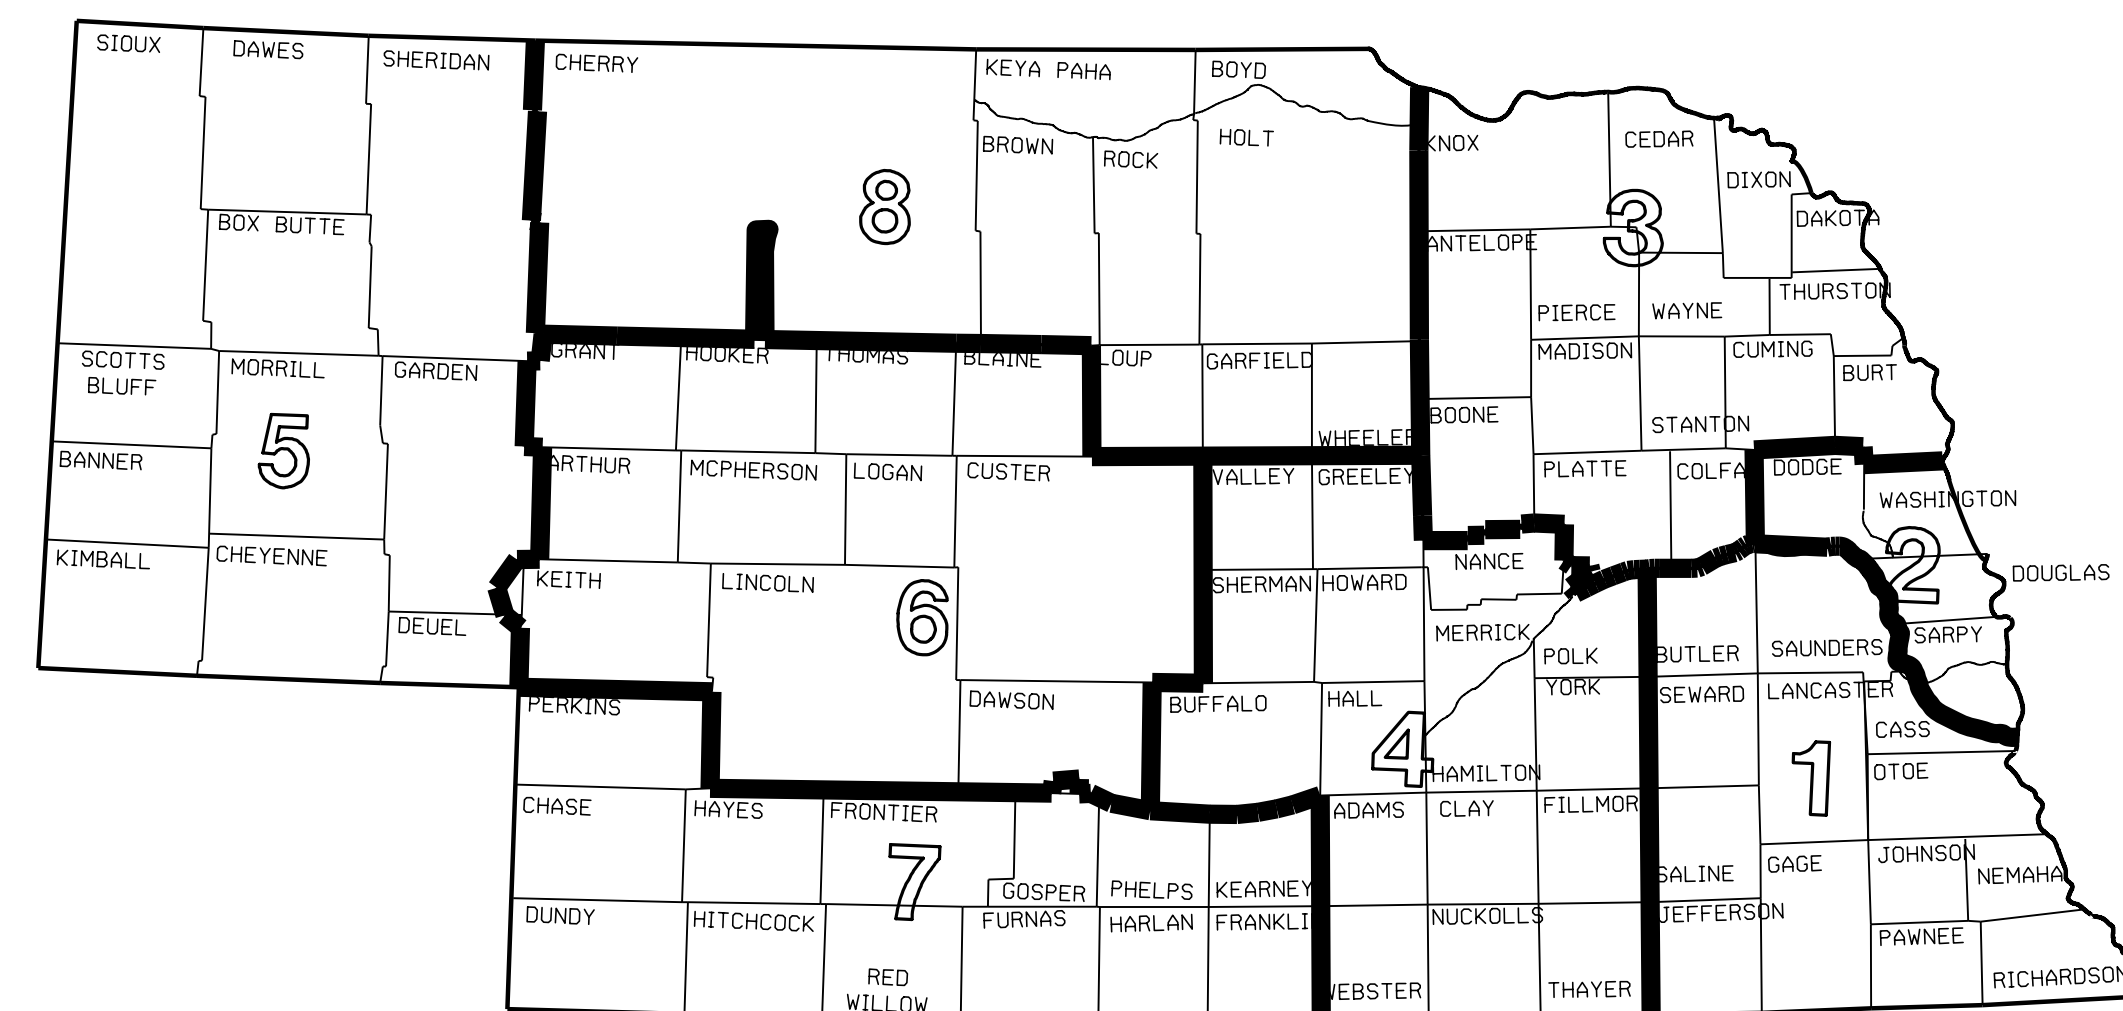 SIOUX
DAWES
SHERIDAN
CHERRY
KEYA PAHA
BOYD
KNOX
CEDAR
DIXON
DAKOTA
BROWN
ROCK
HOLT
8
3
BOX BUTTE
ANTELOPE
PIERCE
WAYNE
THURSTON
SCOTTS
BLUFF
MORRILL
GARDEN
GRANT
HOOKER
THOMAS
BLAINE
LOUP
GARFIELD
WHEELER
BOONE
MADISON
STANTON
CUMING
BURT
5
BANNER
ARTHUR
MCPHERSON
LOGAN
CUSTER
VALLEY
GREELEY
PLATTE
COLFA
DODGE
WASHINGTON
2
DOUGLAS
KIMBALL
CHEYENNE
DEUEL
KEITH
LINCOLN
6
SHERMAN
HOWARD
NANCE
MERRICK
POLK
BUTLER
SAUNDERS
SARPY
PERKINS
DAWSON
BUFFALO
HALL
4
HAMILTON
YORK
SEWARD
LANCASTER
CASS
1
OTOE
CHASE
HAYES
FRONTIER
7
GOSPER
PHELPS
KEARNEY
ADAMS
CLAY
FILLMOR
SALINE
GAGE
JOHNSON
NEMAHA
DUNDY
HITCHCOCK
RED
WILLOW
FURNAS
HARLAN
FRANKLI
WEBSTER
NUCKOLLS
THAYER
JEFFERSON
PAWNEE
RICHARDSON